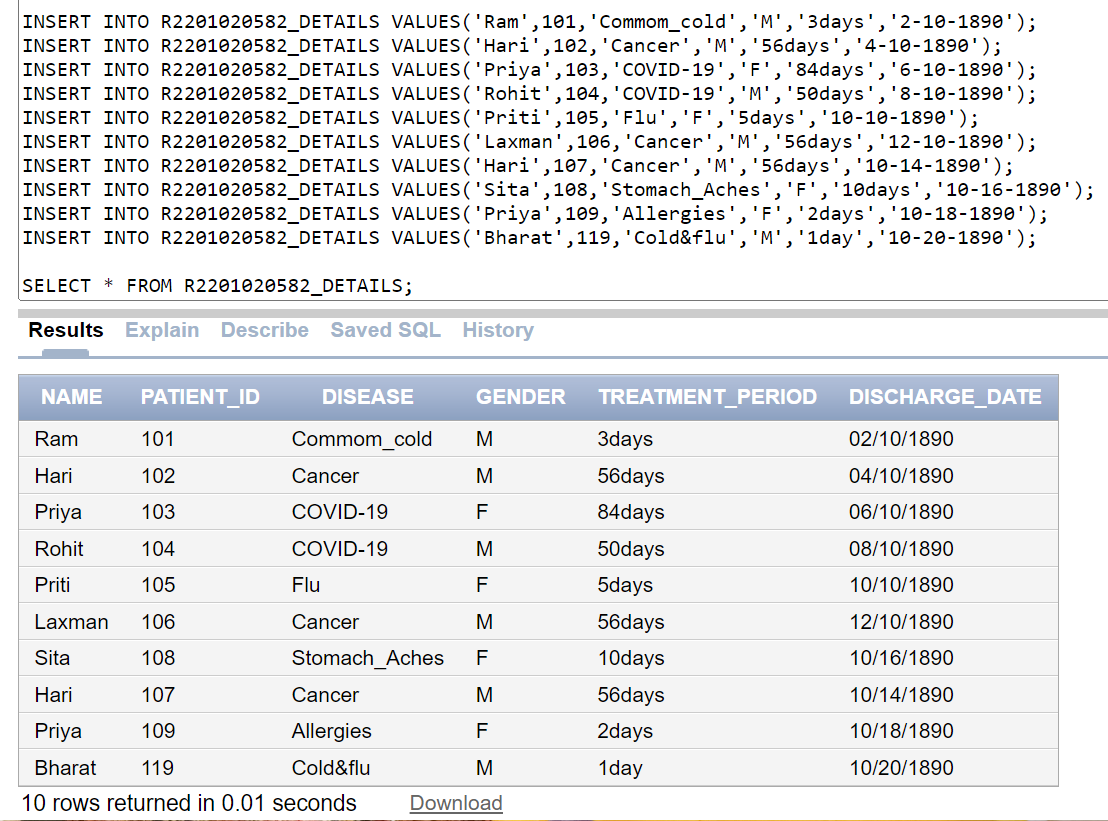 INSERT INTO R2201020582_DETAILS VALUES('Ram',101,'Commom_cold','M','3days','2-10-1890');
INSERT INTO R2201020582_DETAILS VALUES('Hari',102,'Cancer','M','56days','4-10-1890');
INSERT INTO R2201020582_DETAILS VALUES('Priya',103,'COVID-19','F','84days','6-10-1890');
INSERT INTO R2201020582_DETAILS VALUES('Rohit',104,'COVID-19','M','50days','8-10-1890');
INSERT INTO R2201020582_DETAILS VALUES('Priti',105,'Flu','F','5days','10-10-1890');
INSERT INTO R2201020582_DETAILS VALUES('Laxman',106,'Cancer','M','56days','12-10-1890');
INSERT INTO R2201020582_DETAILS VALUES('Hari',107,'Cancer','M','56days','10-14-1890');
INSERT INTO R2201020582_DETAILS VALUES('Sita',108,'Stomach_Aches','F','10days','10-16-1890');
INSERT INTO R2201020582_DETAILS VALUES('Priya',109,'Allergies','F','2days','10-18-1890');
INSERT INTO R2201020582_DETAILS VALUES('Bharat',119,'Cold&flu','M','1day','10-20-1890');
SELECT * FROM R2201020582_DETAILS;
Results Explain Describe Saved SQL History
NAME PATIENT_ID DISEASE GENDER TREATMENT_PERIOD DISCHARGE_DATE
Ram 101 Commom_cold M 3days 02/10/1890
Hari 102 Cancer M 56days 04/10/1890
Priya 103 COVID-19 F 84days 06/10/1890
Rohit 104 COVID-19 M 50days 08/10/1890
Priti 105 Flu F 5days 10/10/1890
Laxman 106 Cancer M 56days 12/10/1890
Sita 108 Stomach_Aches F 10days 10/16/1890
Hari 107 Cancer M 56days 10/14/1890
Priya 109 Allergies F 2days 10/18/1890
Bharat 119 Cold&flu M 1day 10/20/1890
10 rows returned in 0.01 seconds Download